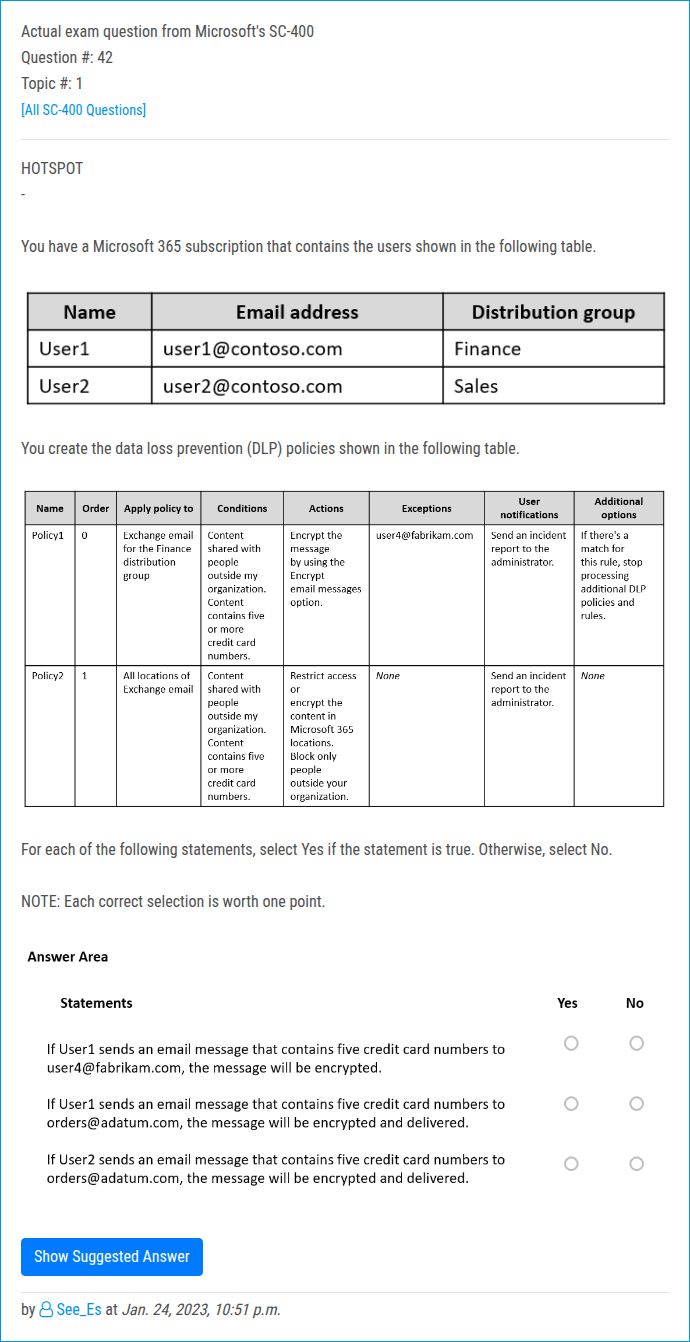 Actual exam question from Microsoft's SC-400
Question #: 42
Topic #: 1
[All SC-400 Questions]
HOTSPOT
-
You have a Microsoft 365 subscription that contains the users shown in the following table.
Name Email address Distribution group
User1 user1@contoso.com Finance
User2 user2@contoso.com Sales
You create the data loss prevention (DLP) policies shown in the following table.
Name Order Apply policy to Conditions Actions Exceptions User notifications Additional options
Policy1
0
Exchange email
for the Finance
distribution
group
Content
shared with
people
outside my
organization.
Content
contains five
or more
credit card
numbers.
Encrypt the
message
by using the
Encrypt
email messages
option.
user4@fabrikam.com
Send an incident
report to the
administrator.
If there's a
match for
this rule, stop
processing
additional DLP
policies and
rules.
Policy2
1
All locations of
Exchange email
Content
shared with
people
outside my
organization.
Content
contains five
or more
credit card
numbers.
Restrict access
or
encrypt the
content in
Microsoft 365
locations.
Block only
people
outside your
organization.
None
Send an incident
report to the
administrator.
None
For each of the following statements, select Yes if the statement is true. Otherwise, select No.
NOTE: Each correct selection is worth one point.
Answer Area
Statements Yes No
If User1 sends an email message that contains five credit card numbers to
user4@fabrikam.com, the message will be encrypted.
If User1 sends an email message that contains five credit card numbers to
orders@adatum.com, the message will be encrypted and delivered.
If User2 sends an email message that contains five credit card numbers to
orders@adatum.com, the message will be encrypted and delivered.
Show Suggested Answer
by See_Es at Jan. 24, 2023, 10:51 p.m.